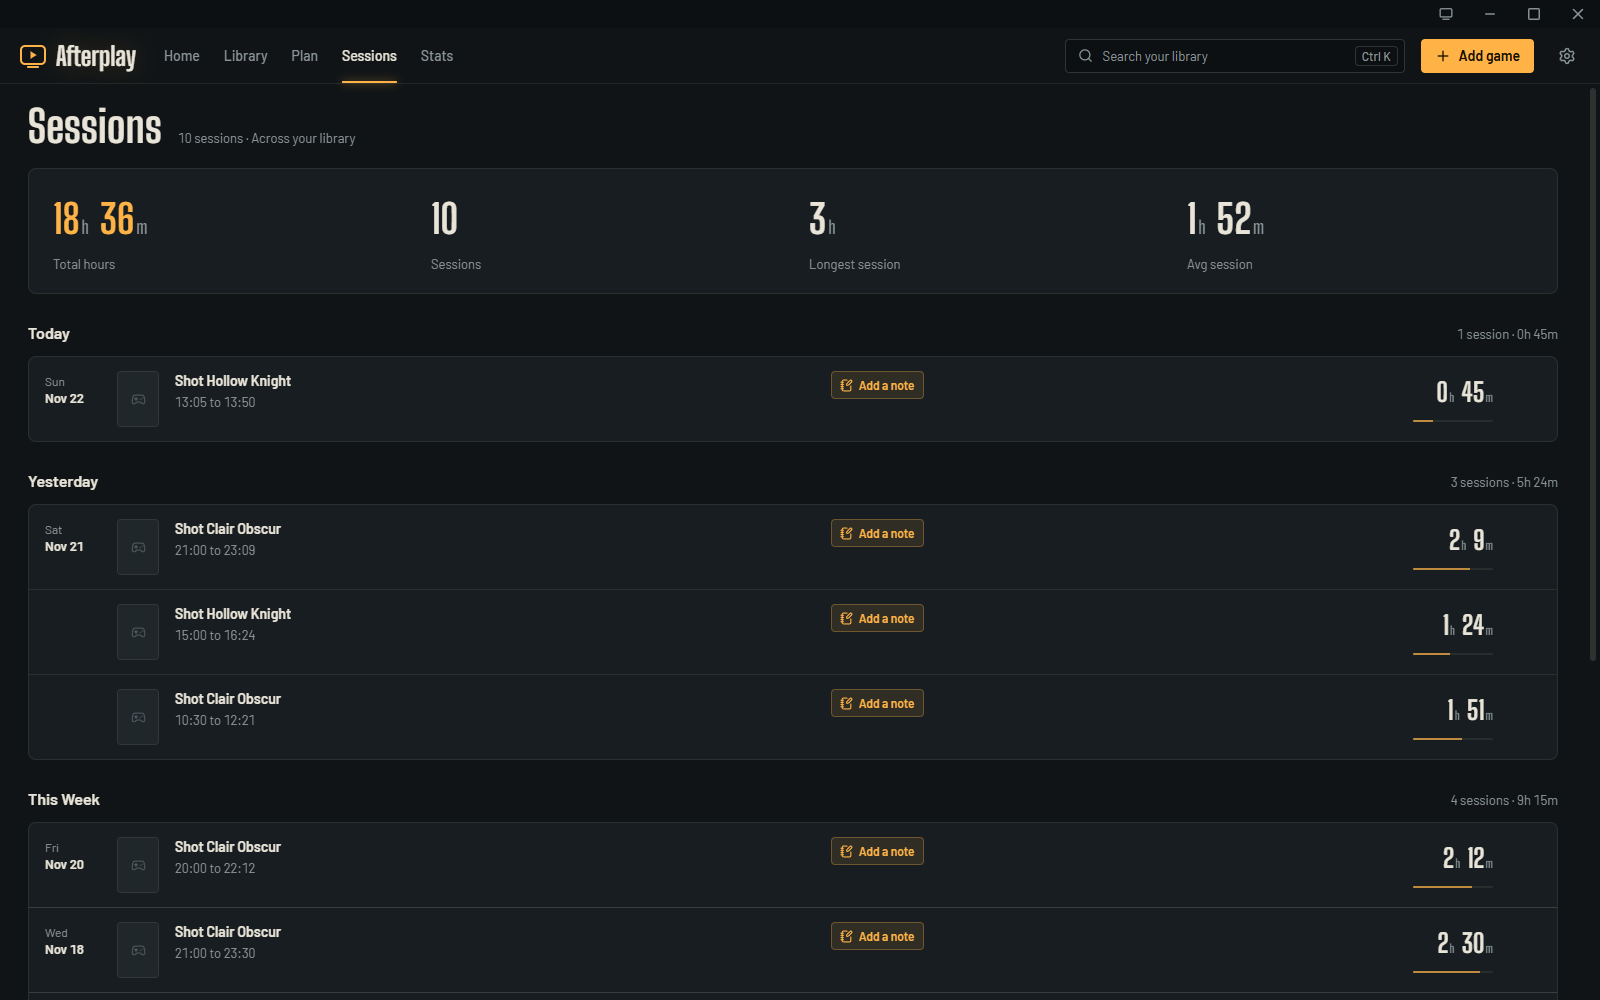 Afterplay
Home
Library
Plan
Sessions
Stats
Search your library
Ctrl K
Add game
Sessions
10 sessions · Across your library
18h 36m
10
3h
1h 52m
Total hours
Sessions
Longest session
Avg session
Today
1 session · 0h 45m
Sun
Nov 22
Shot Hollow Knight
13:05 to 13:50
Add a note
0h 45m
Yesterday
3 sessions · 5h 24m
Sat
Nov 21
Shot Clair Obscur
21:00 to 23:09
Add a note
2h 9m
Shot Hollow Knight
15:00 to 16:24
Add a note
1h 24m
Shot Clair Obscur
10:30 to 12:21
Add a note
1h 51m
This Week
4 sessions · 9h 15m
Fri
Nov 20
Shot Clair Obscur
20:00 to 22:12
Add a note
2h 12m
Wed
Nov 18
Shot Clair Obscur
21:00 to 23:30
Add a note
2h 30m